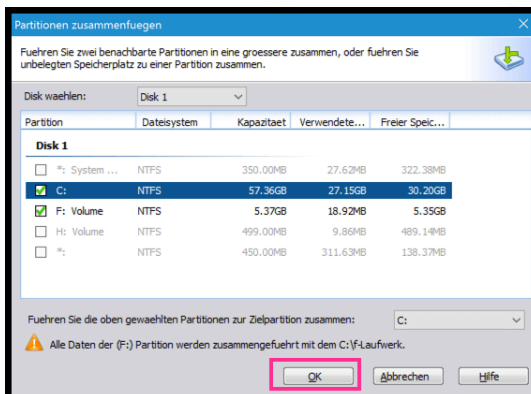 Partitionen zusammenfuegen
Fuehren Sie zwei benachbarte Partitionen in eine groessere zusammen, oder fuehren Sie
unbelegten Speicherplatz zu einer Partition zusammen.
Disk waehlen: Disk 1
Partition Dateisystem Kapazitaet Verwendete... Freier Speic...
Disk 1
*: System ... NTFS 350.00MB 27.62MB 322.38MB
C: NTFS 57.36GB 27.15GB 30.20GB
F: Volume NTFS 5.37GB 18.92MB 5.35GB
H: Volume NTFS 499.00MB 9.86MB 489.14MB
*: NTFS 450.00MB 311.63MB 138.37MB
Fuehren Sie die oben gewaehlten Partitionen zur Zielpartition zusammen: C:
Alle Daten der (F:) Partition werden zusammengefuehrt mit dem C:\f-Laufwerk.
OK Abbrechen Hilfe